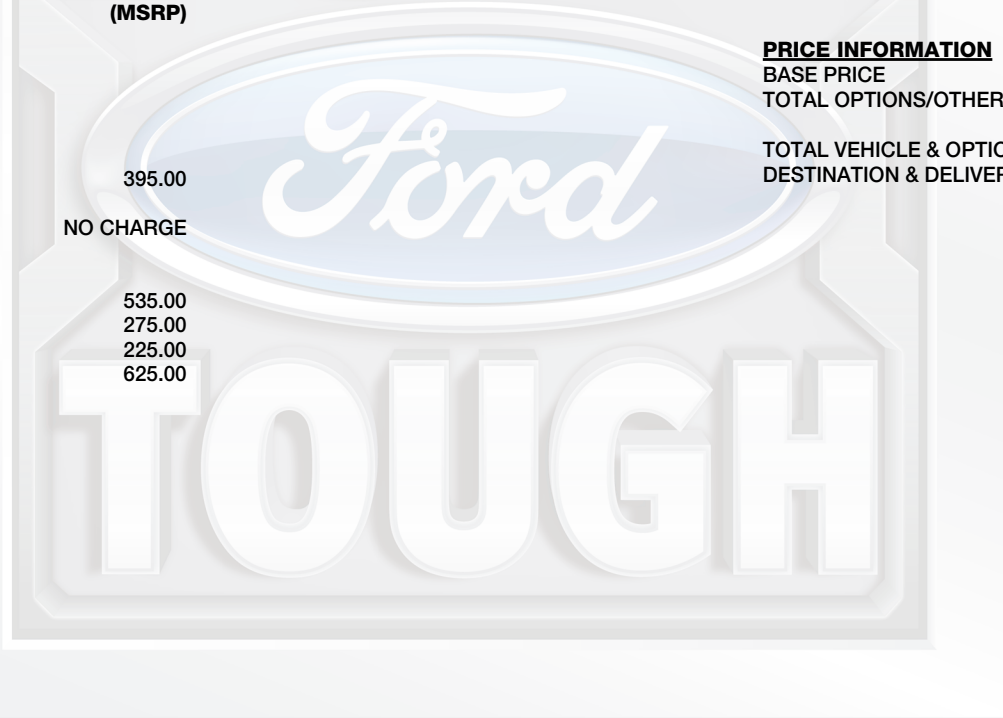 (MSRP)
395.00
NO CHARGE
535.00
275.00
225.00
625.00
PRICE INFORMATION
BASE PRICE
TOTAL OPTIONS/OTHER
TOTAL VEHICLE & OPTIO
DESTINATION & DELIVER
Ford
TOUGH